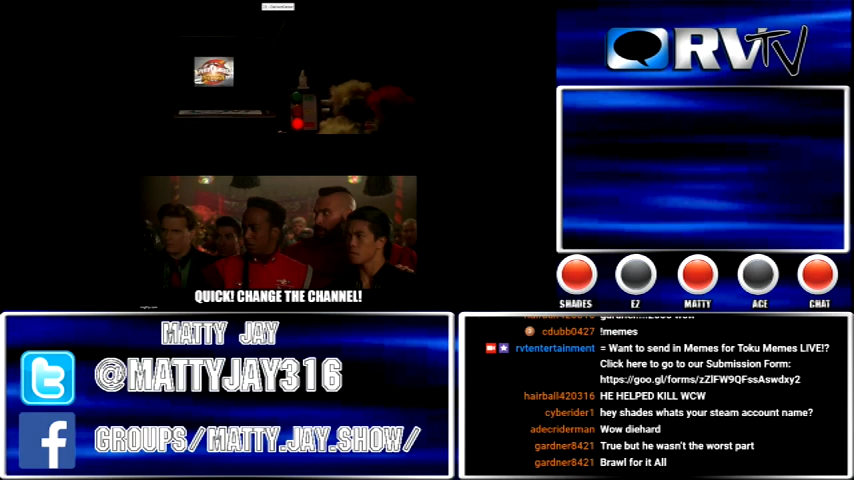 RVTV
QUICK! CHANGE THE CHANNEL!
SHADES
EZ
MATTY
ACE
CHAT
MATTY JAY
@MATTYJAY316
GROUPS/MATTY.JAY.SHOW/
cdubb0427 !memes
rvtentertainment = Want to send in Memes for Toku Memes LIVE!?
Click here to go to our Submission Form:
https://goo.gl/forms/zZIFW9QFssAswdxy2
hairball420316 HE HELPED KILL WCW
cyberider1 hey shades whats your steam account name?
adecriderman Wow diehard
gardner8421 True but he wasn't the worst part
gardner8421 Brawl for it All